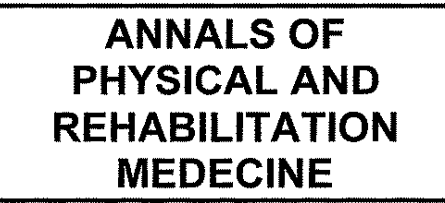 ANNALS OF
PHYSICAL AND
REHABILITATION
MEDECINE